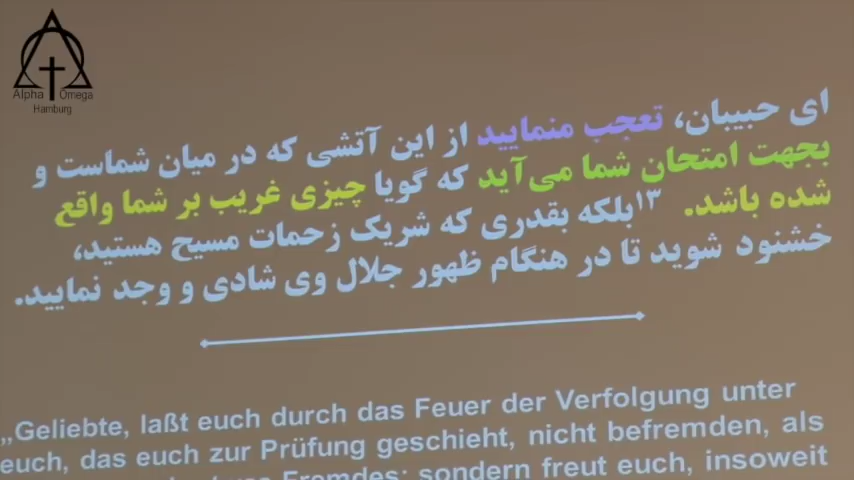 Alpha Omega
Hamburg
ای حبیبان، تعجب منمایید از این آتشی که در میان شماست و
بجهت امتحان شما می‌آید که گویا چیزی غریب بر شما واقع
شده باشد. ۱۳بلکه بقدری که شریک زحمات مسیح هستید،
خشنود شوید تا در هنگام ظهور جلال وی شادی و وجد نمایید.
„Geliebte, laßt euch durch das Feuer der Verfolgung unter
euch, das euch zur Prüfung geschieht, nicht befremden, als
Fremdes; sondern freut euch, insoweit